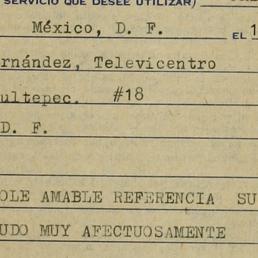 SERVICIO QUE DESEE UTILIZAR)
México, D. F. EL 1
rnández, Televicentro
ultepec. #18
D. F.
OLE AMABLE REFERENCIA SU
UDO MUY AFECTUOSAMENTE